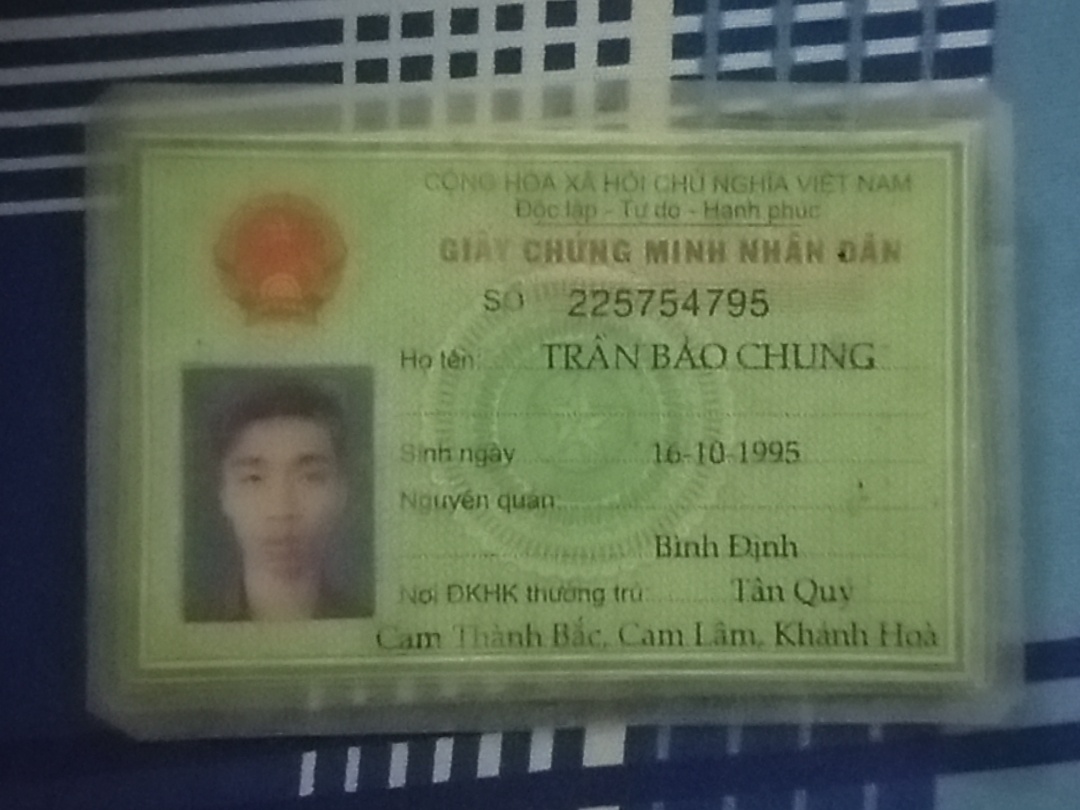 CỘNG HÒA XÃ HỘI CHỦ NGHĨA VIỆT NAM
Độc lập - Tự do - Hạnh phúc
GIẤY CHỨNG MINH NHÂN DÂN
SỐ 225754795
Họ tên: TRẦN BẢO CHUNG
Sinh ngày 16-10-1995
Nguyên quán:
Bình Định
Nơi ĐKHK thường trú: Tân Quý
Cam Thành Bắc, Cam Lâm, Khánh Hoà